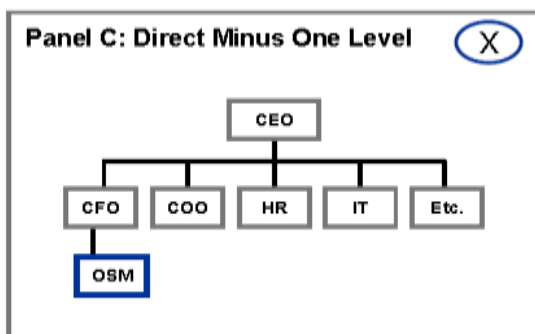 Panel C: Direct Minus One Level X
CEO
CFO COO HR IT Etc.
OSM